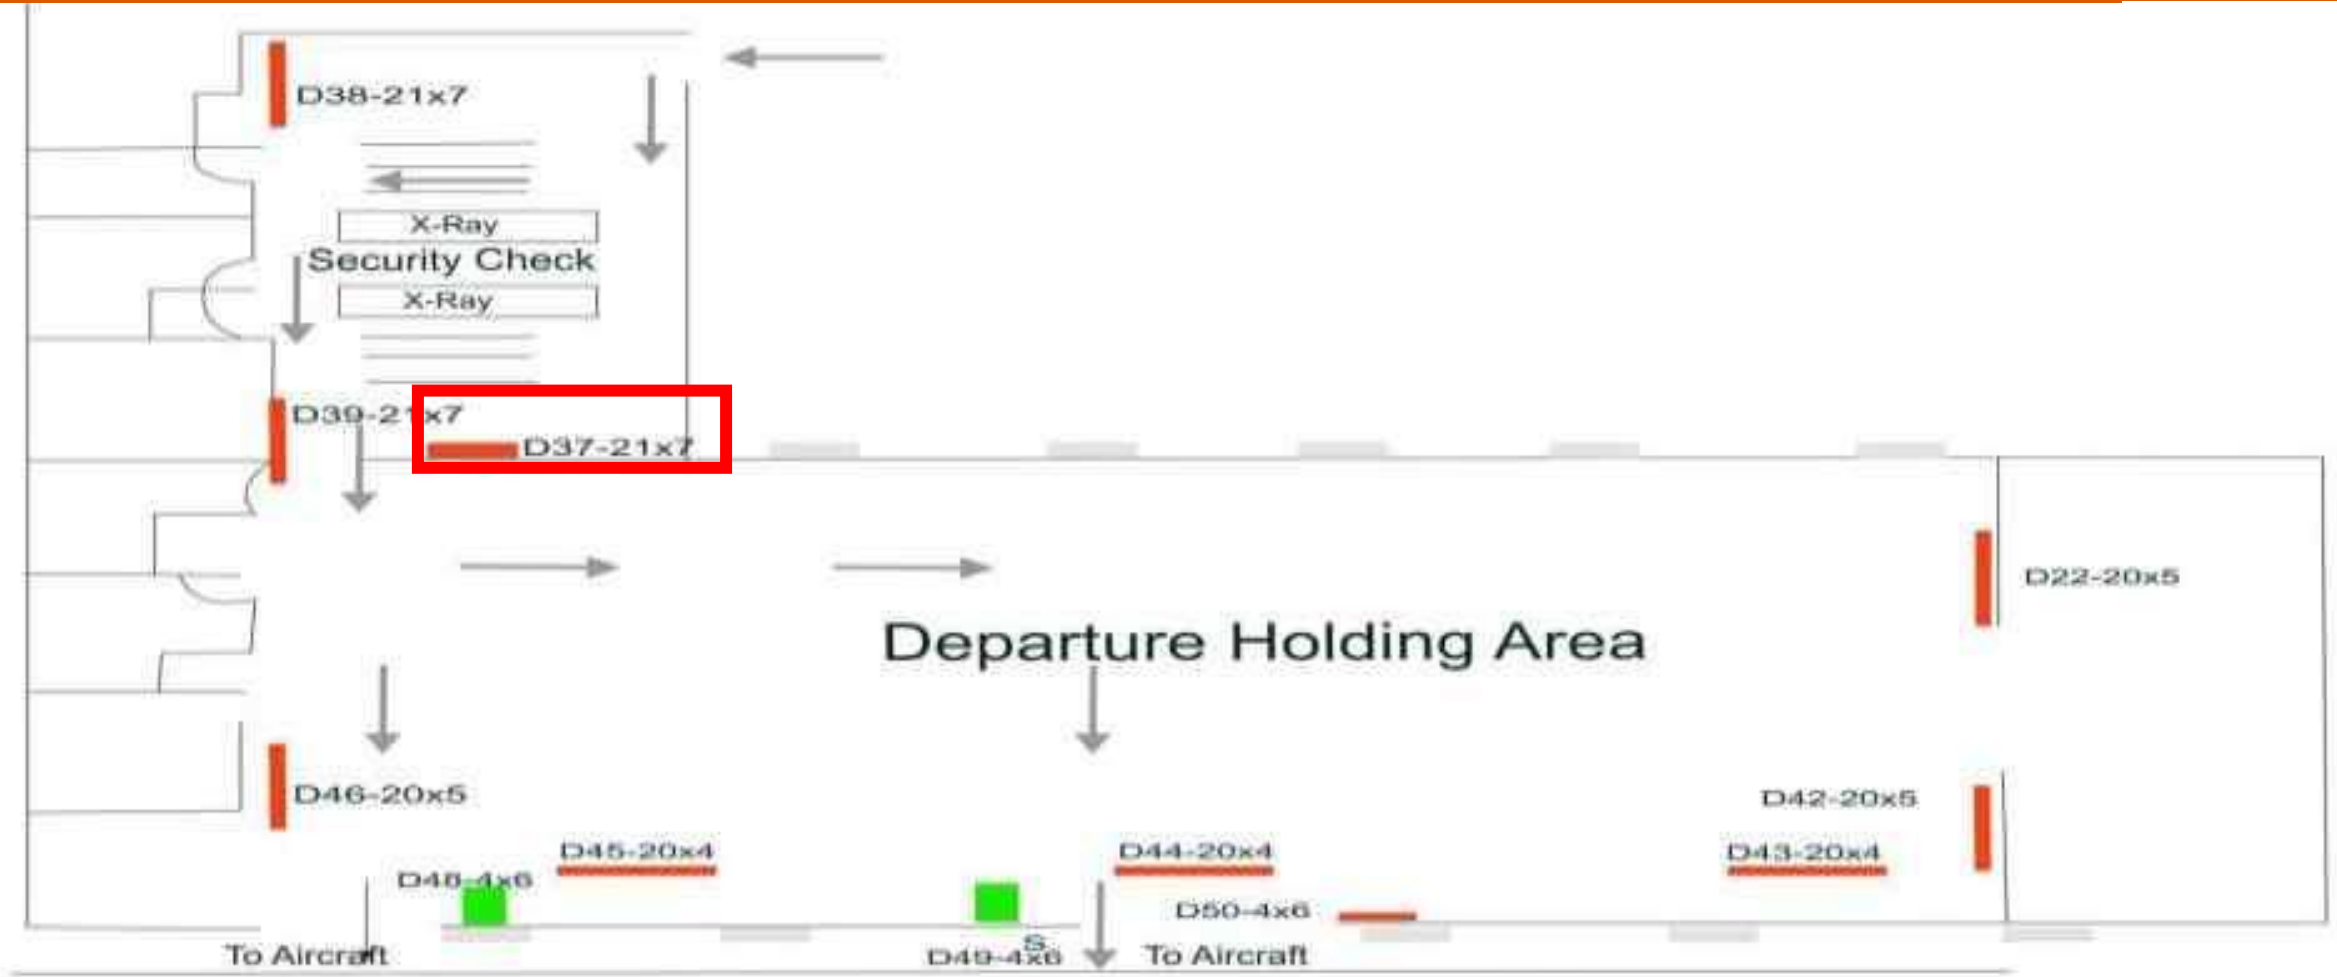 D38-21x7
X-Ray
Security Check
X-Ray
D39-21x7
D37-21x7
D22-20x5
Departure Holding Area
D46-20x5
D42-20x5
D45-20x4
D44-20x4
D43-20x4
D48-4x6
D50-4x6
S
D49-4x6
To Aircraft
To Aircraft